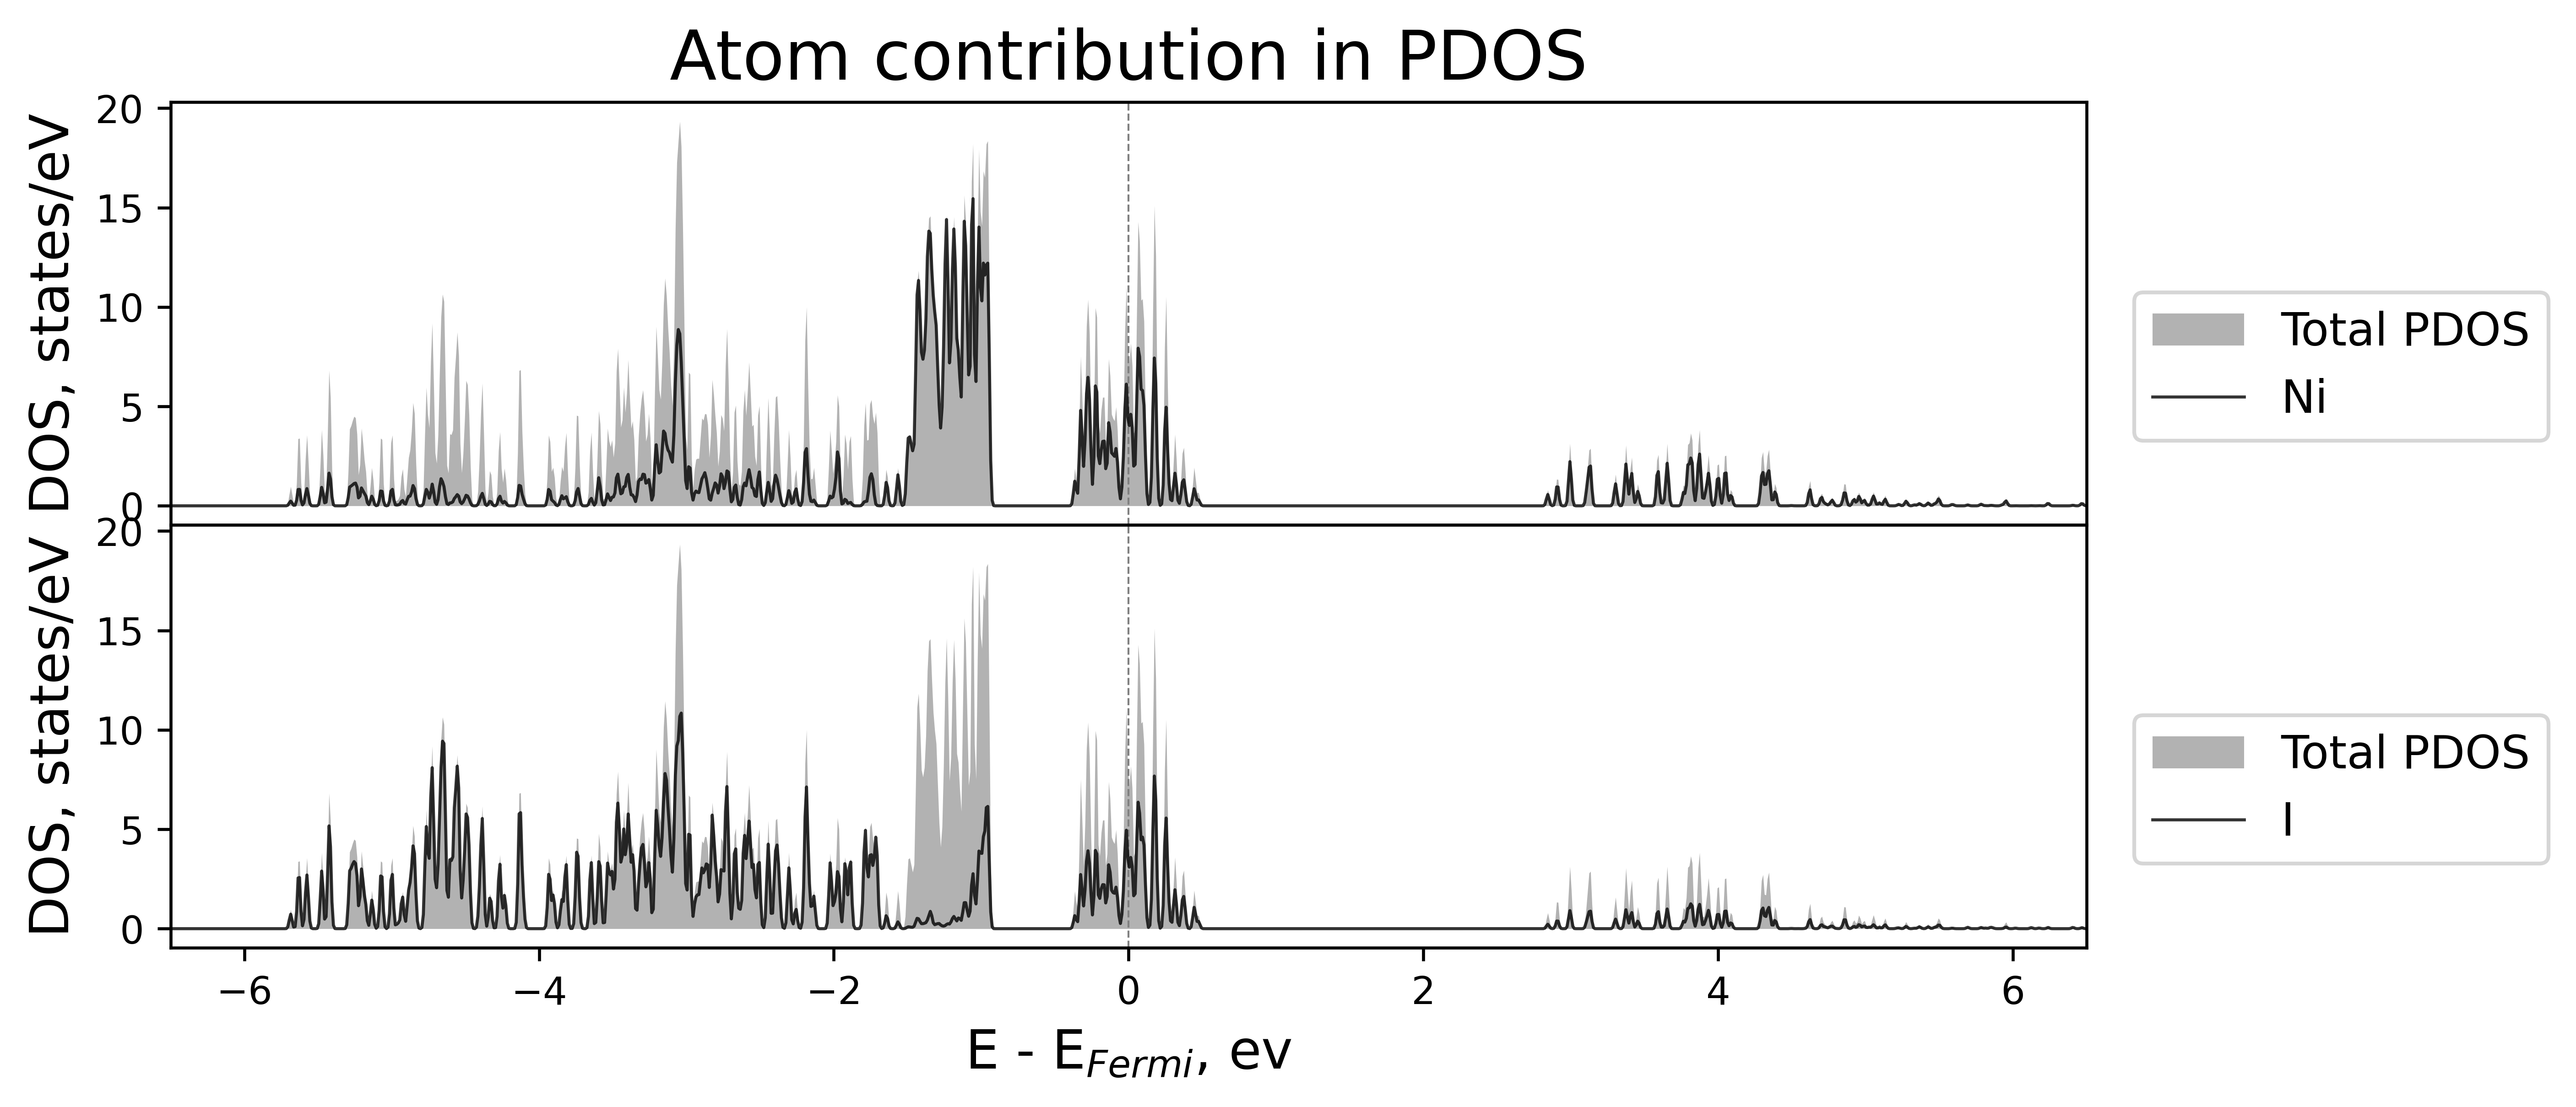 Atom contribution in PDOS
DOS, states/eV
20
15
10
5
0
Total PDOS
Ni
DOS, states/eV
20
15
10
5
0
Total PDOS
I
−6
−4
−2
0
2
4
6
E - E_Fermi, ev